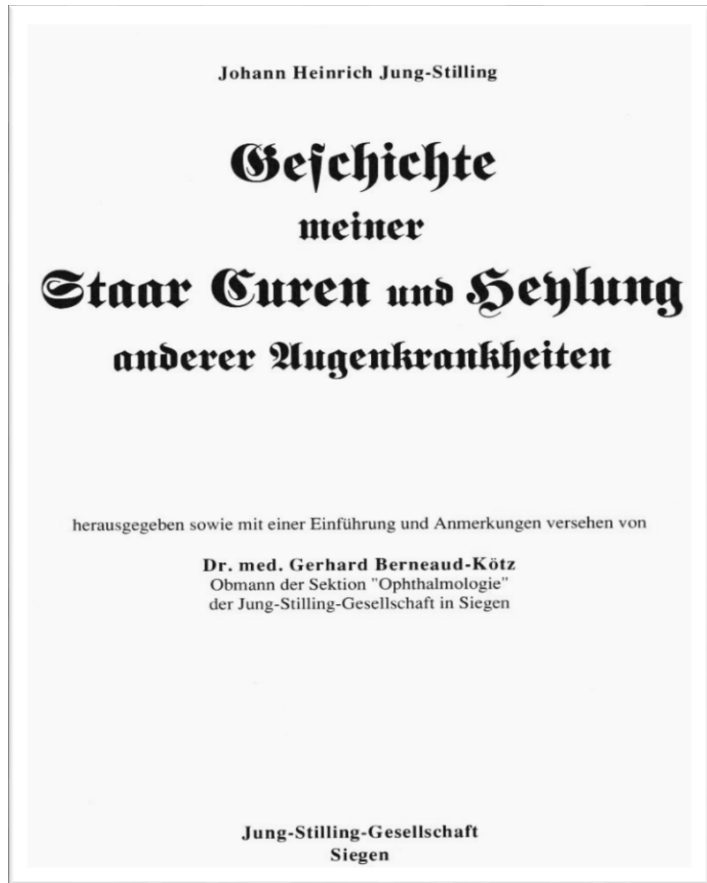 Johann Heinrich Jung-Stilling
Geſchichte
meiner
Staar Curen und Heylung
anderer Augenkrankheiten
herausgegeben sowie mit einer Einführung und Anmerkungen versehen von
Dr. med. Gerhard Berneaud-Kötz
Obmann der Sektion "Ophthalmologie"
der Jung-Stilling-Gesellschaft in Siegen
Jung-Stilling-Gesellschaft
Siegen